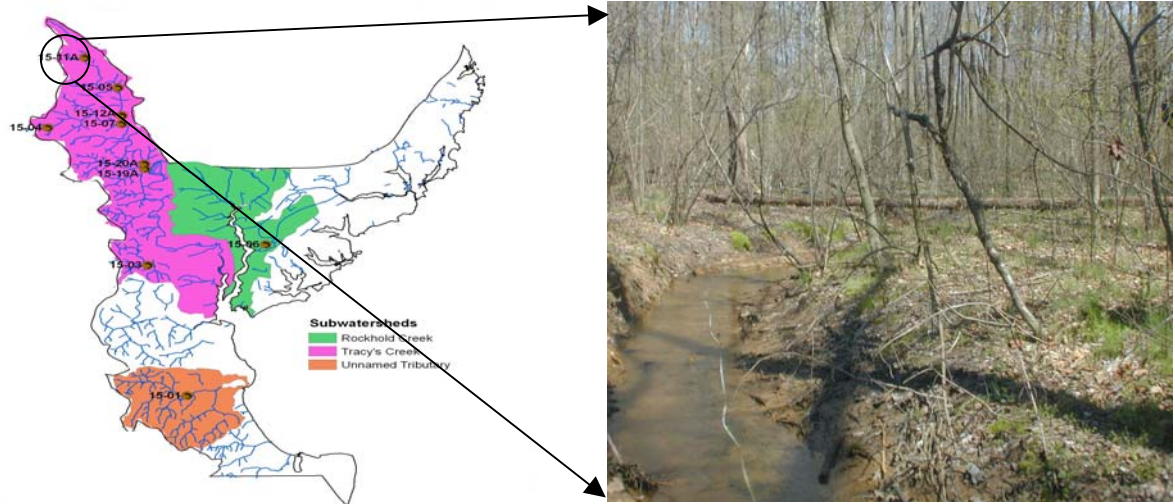 15-11A
15-05
15-12A
15-04
15-07
15-20A
15-19A
15-06
15-03
Subwatersheds
Rockhold Creek
Tracy's Creek
Unnamed Tributary
15-01